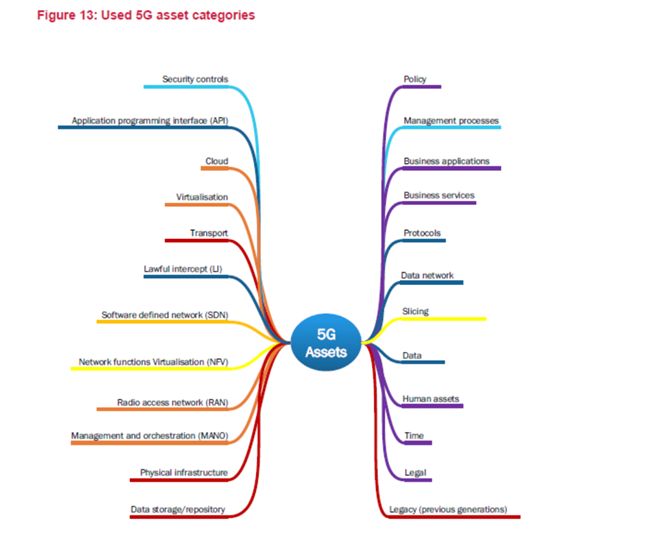 Figure 13: Used 5G asset categories
Security controls
Application programming interface (API)
Cloud
Virtualisation
Transport
Lawful intercept (LI)
Software defined network (SDN)
Network functions Virtualisation (NFV)
Radio access network (RAN)
Management and orchestration (MANO)
Physical infrastructure
Data storage/repository
5G
Assets
Policy
Management processes
Business applications
Business services
Protocols
Data network
Slicing
Data
Human assets
Time
Legal
Legacy (previous generations)